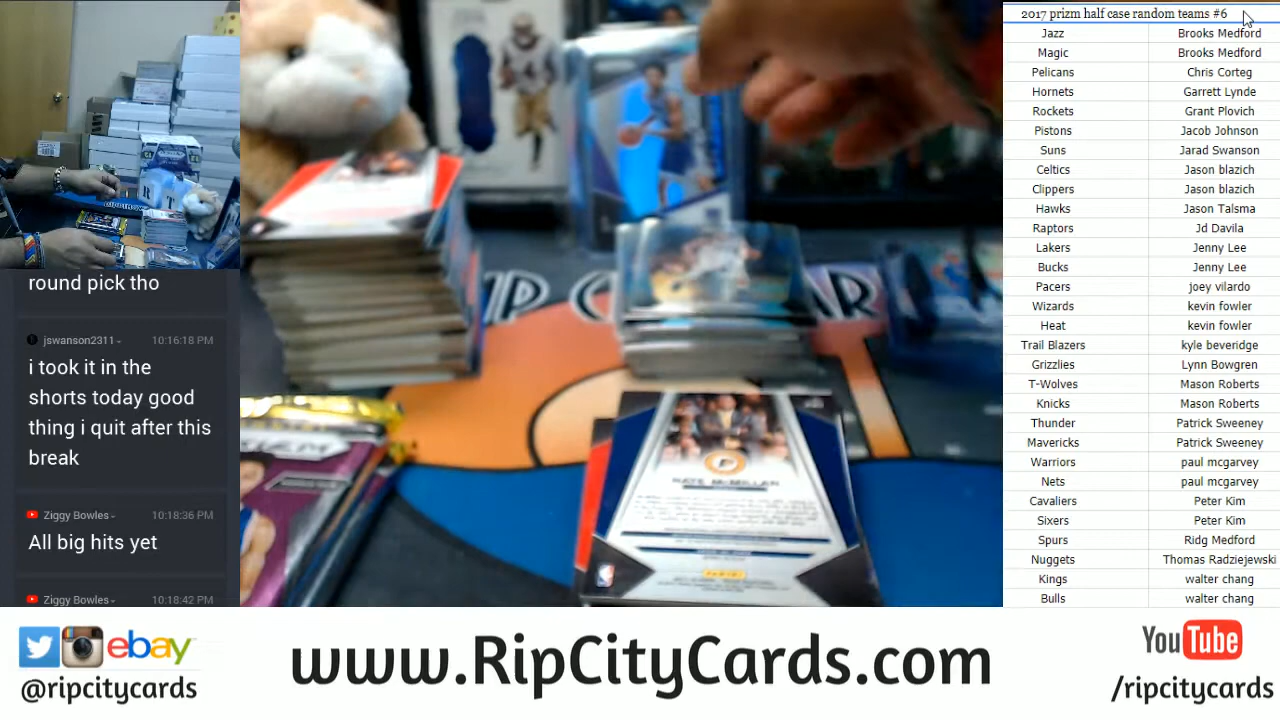 round pick tho
jswanson2311
10:16:18 PM
i took it in the
shorts today good
thing i quit after this
break
Ziggy Bowles
10:18:36 PM
All big hits yet
Ziggy Bowles
10:18:42 PM
NATE McMILLAN
PANINI
2017 prizm half case random teams #6
Jazz Brooks Medford
Magic Brooks Medford
Pelicans Chris Corteg
Hornets Garrett Lynde
Rockets Grant Plovich
Pistons Jacob Johnson
Suns Jarad Swanson
Celtics Jason blazich
Clippers Jason blazich
Hawks Jason Talsma
Raptors Jd Davila
Lakers Jenny Lee
Bucks Jenny Lee
Pacers joey vilardo
Wizards kevin fowler
Heat kevin fowler
Trail Blazers kyle beveridge
Grizzlies Lynn Bowgren
T-Wolves Mason Roberts
Knicks Mason Roberts
Thunder Patrick Sweeney
Mavericks Patrick Sweeney
Warriors paul mcgarvey
Nets paul mcgarvey
Cavaliers Peter Kim
Sixers Peter Kim
Spurs Ridg Medford
Nuggets Thomas Radziejewski
Kings walter chang
Bulls walter chang
ebay
@ripcitycards
www.RipCityCards.com
YouTube
/ripcitycards